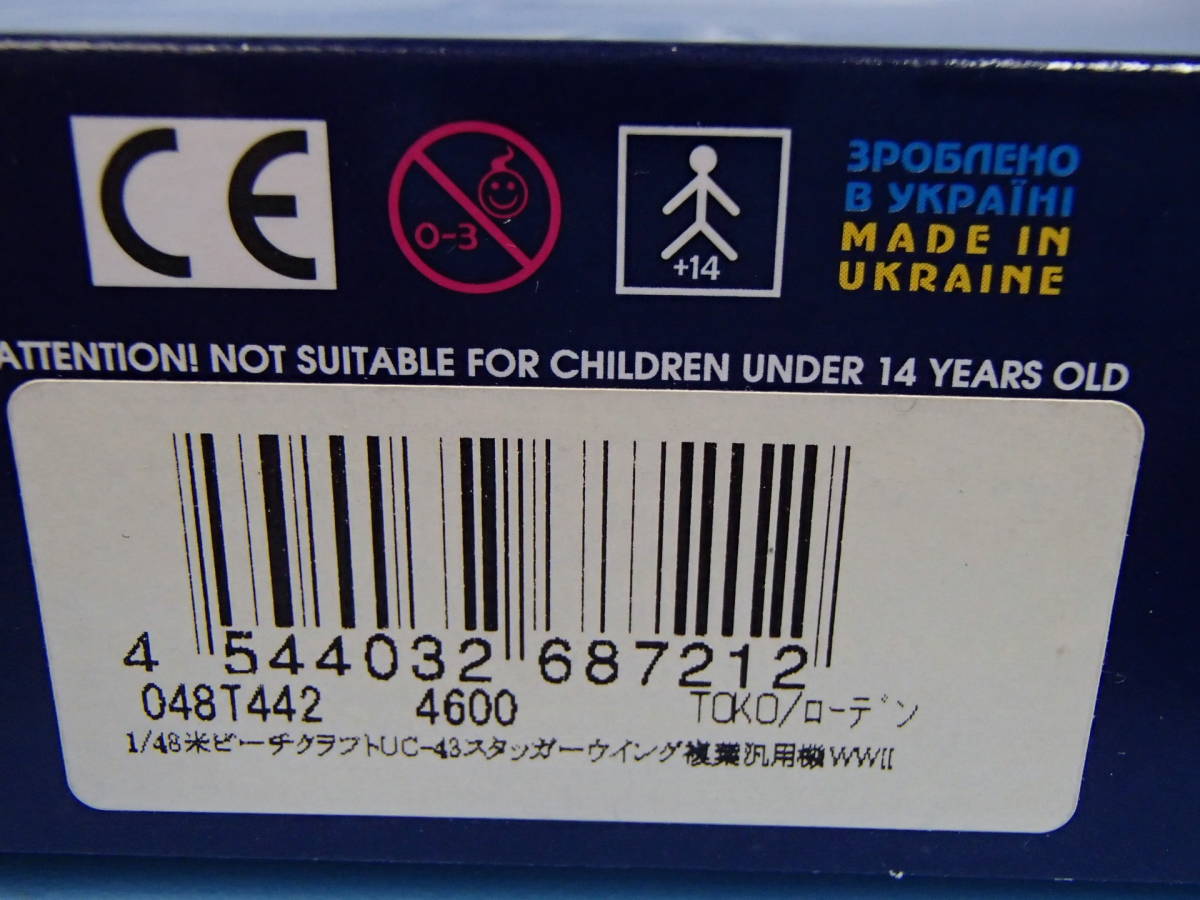 CE
0-3
+14
ЗРОБЛЕНО
В УКРАЇНІ
MADE IN
UKRAINE
ATTENTION! NOT SUITABLE FOR CHILDREN UNDER 14 YEARS OLD
4 544032 687212
048T442 4600 TOKO/ローデン
1/48米ビーチクラフトUC-43スタッガーウイング複葉汎用機WWII